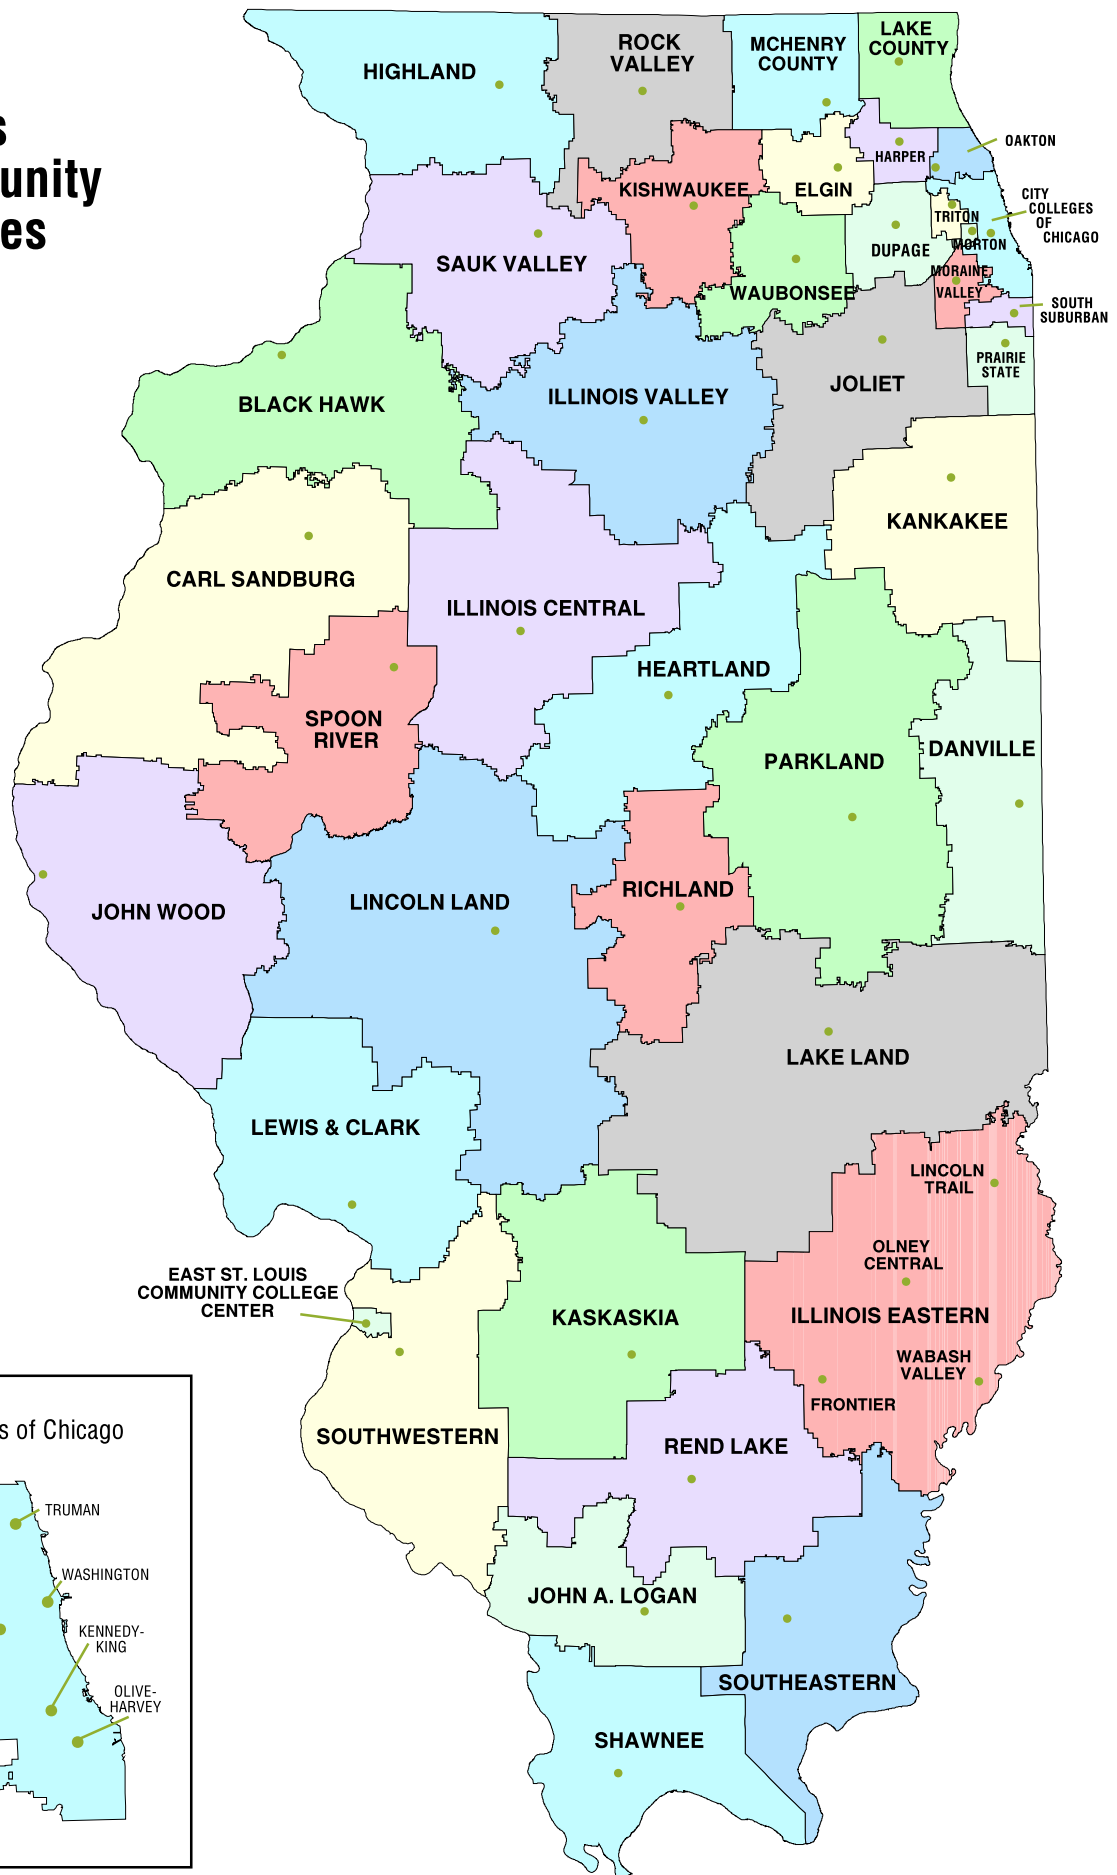 s
unity
es
HIGHLAND
ROCK
VALLEY
MCHENRY
COUNTY
LAKE
COUNTY
OAKTON
HARPER
KISHWAUKEE
ELGIN
CITY
COLLEGES
OF
CHICAGO
TRITON
MORTON
DUPAGE
SAUK VALLEY
MORAINE
VALLEY
WAUBONSEE
SOUTH
SUBURBAN
PRAIRIE
STATE
JOLIET
ILLINOIS VALLEY
BLACK HAWK
KANKAKEE
CARL SANDBURG
ILLINOIS CENTRAL
HEARTLAND
SPOON
RIVER
DANVILLE
PARKLAND
RICHLAND
LINCOLN LAND
JOHN WOOD
LAKE LAND
LEWIS & CLARK
LINCOLN
TRAIL
OLNEY
CENTRAL
EAST ST. LOUIS
COMMUNITY COLLEGE
CENTER
KASKASKIA
ILLINOIS EASTERN
WABASH
VALLEY
FRONTIER
SOUTHWESTERN
REND LAKE
JOHN A. LOGAN
SOUTHEASTERN
SHAWNEE
s of Chicago
TRUMAN
WASHINGTON
KENNEDY-
KING
OLIVE-
HARVEY